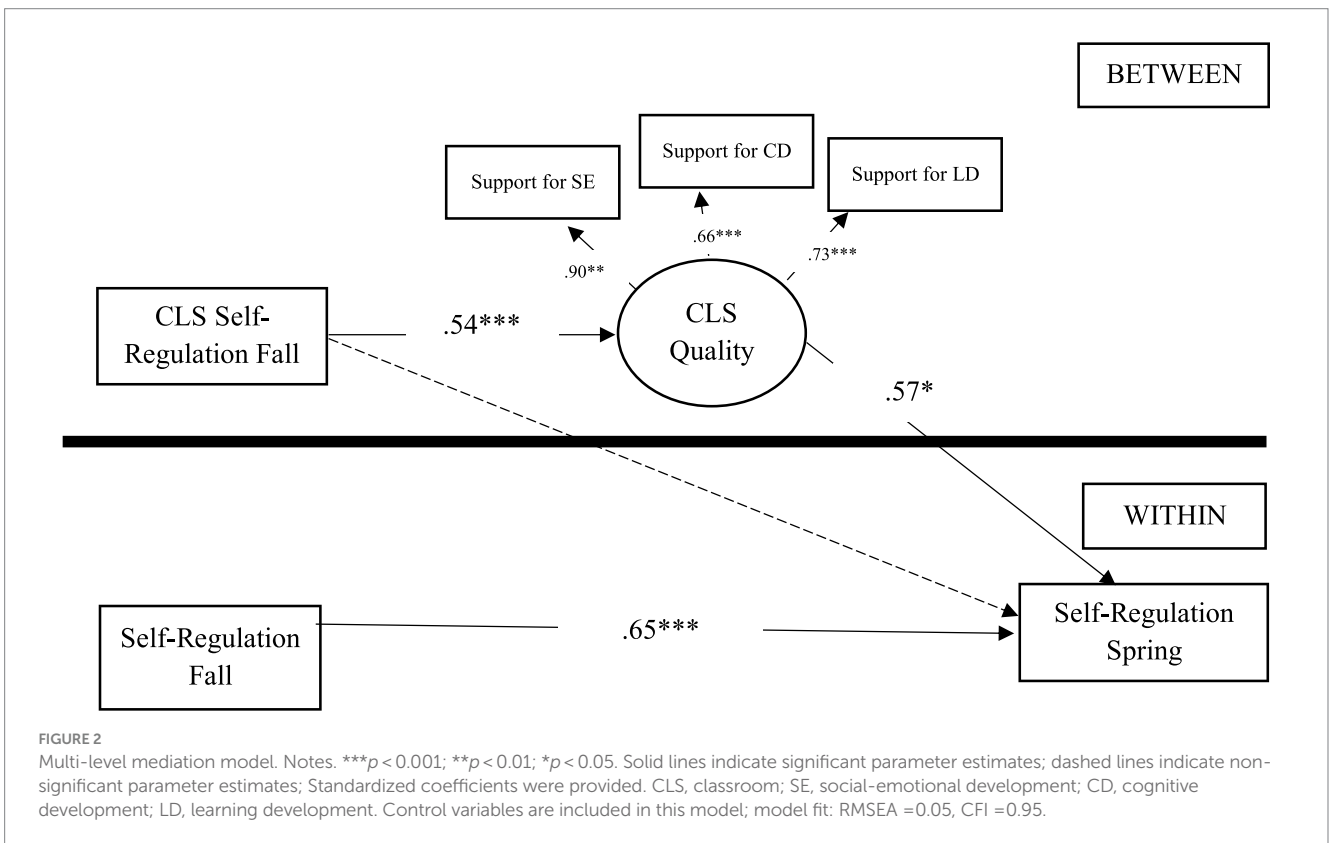 BETWEEN
Support for SE
Support for CD
Support for LD
.90**
.66***
.73***
CLS Self-
Regulation Fall
.54***
CLS
Quality
.57*
WITHIN
Self-Regulation
Fall
.65***
Self-Regulation
Spring
FIGURE 2
Multi-level mediation model. Notes. ***p < 0.001; **p < 0.01; *p < 0.05. Solid lines indicate significant parameter estimates; dashed lines indicate non-
significant parameter estimates; Standardized coefficients were provided. CLS, classroom; SE, social-emotional development; CD, cognitive
development; LD, learning development. Control variables are included in this model; model fit: RMSEA =0.05, CFI =0.95.